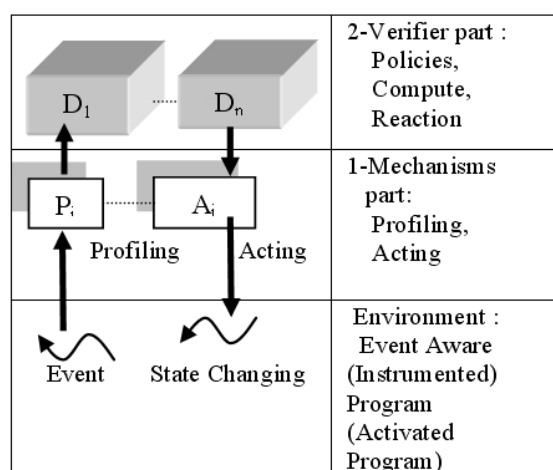 D1
Dn
2-Verifier part :
Policies,
Compute,
Reaction
Pi
Ai
Profiling
Acting
1-Mechanisms
part:
Profiling,
Acting
Event
State Changing
Environment :
Event Aware
(Instrumented)
Program
(Activated
Program)